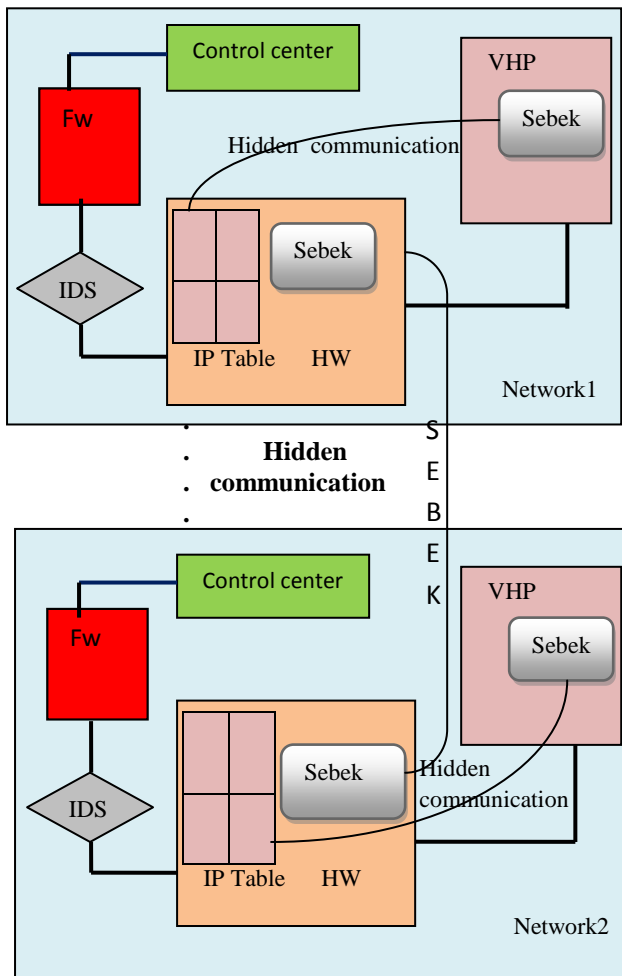 Control center
VHP
Fw
Sebek
Hidden communication
Sebek
IDS
IP Table
HW
Network1
Hidden
communication
S
E
B
E
K
Control center
VHP
Fw
Sebek
Sebek
Hidden
communication
IDS
IP Table
HW
Network2